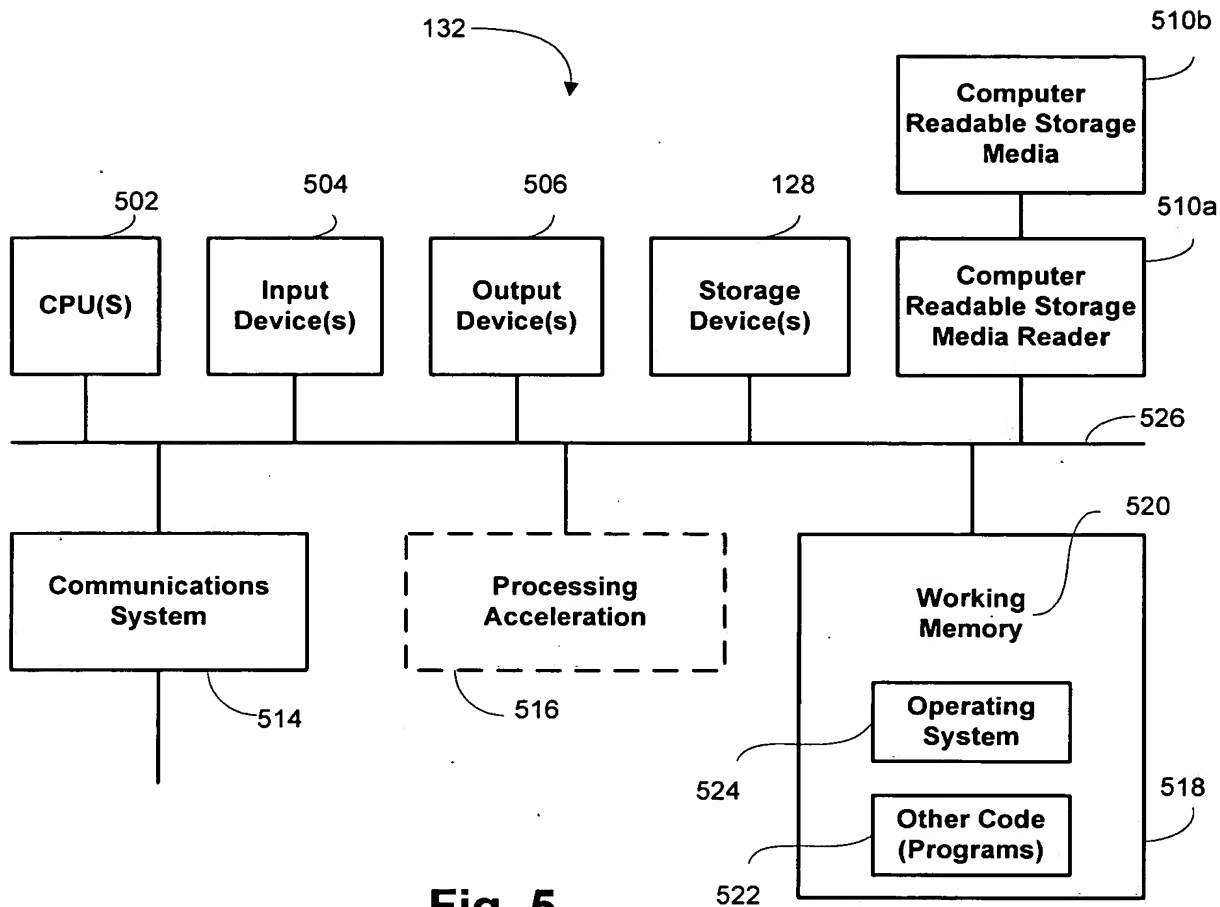 132
510b
Computer
Readable Storage
Media
502
504
506
128
510a
CPU(S)
Input
Device(s)
Output
Device(s)
Storage
Device(s)
Computer
Readable Storage
Media Reader
526
520
Communications
System
Processing
Acceleration
Working
Memory
514
516
Operating
System
524
518
Other Code
(Programs)
522
Fig. 5